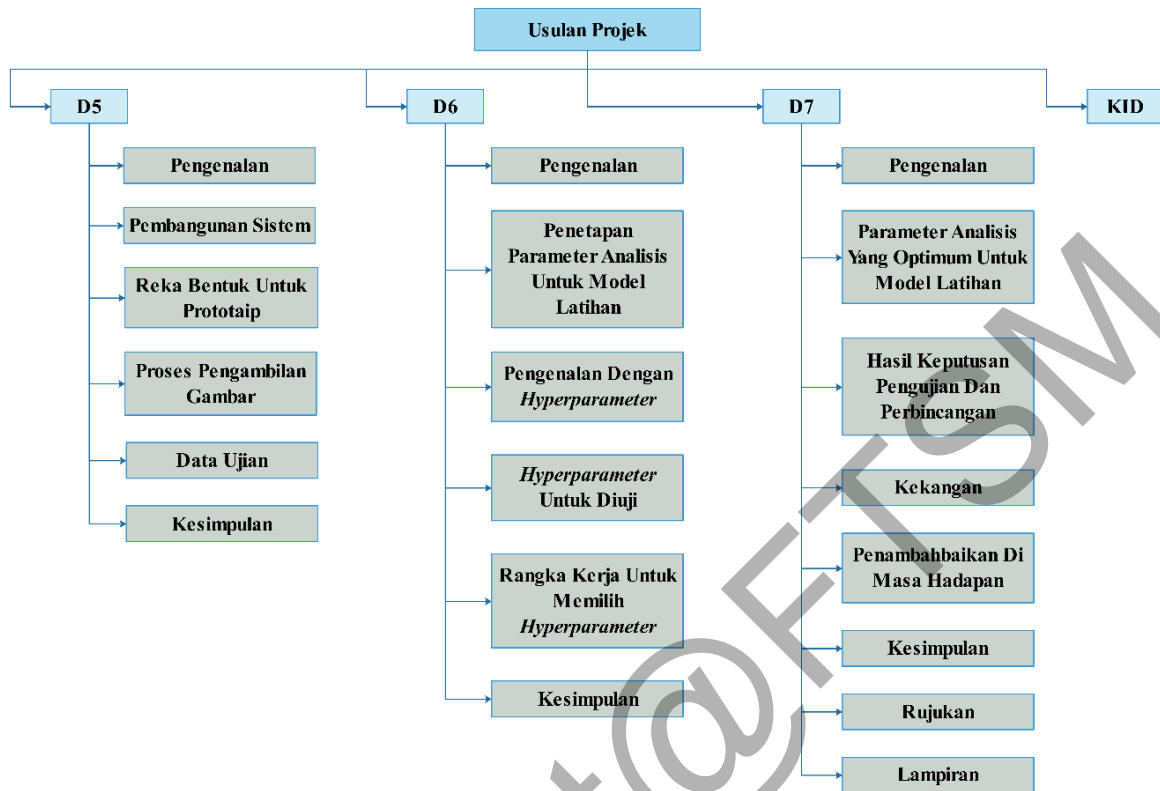 Usulan Projek
D5
Pengenalan
Pembangunan Sistem
Reka Bentuk Untuk
Prototaip
Proses Pengambilan
Gambar
Data Ujian
Kesimpulan
D6
Pengenalan
Penetapan
Parameter Analisis
Untuk Model
Latihan
Pengenalan Dengan
Hyperparameter
Hyperparameter
Untuk Diuji
Rangka Kerja Untuk
Memilih
Hyperparameter
Kesimpulan
D7
Pengenalan
Parameter Analisis
Yang Optimum Untuk
Model Latihan
Hasil Keputusan
Pengujian Dan
Perbincangan
Kekangan
Penambahbaikan Di
Masa Hadapan
Kesimpulan
Rujukan
Lampiran
KID
t@FTSM